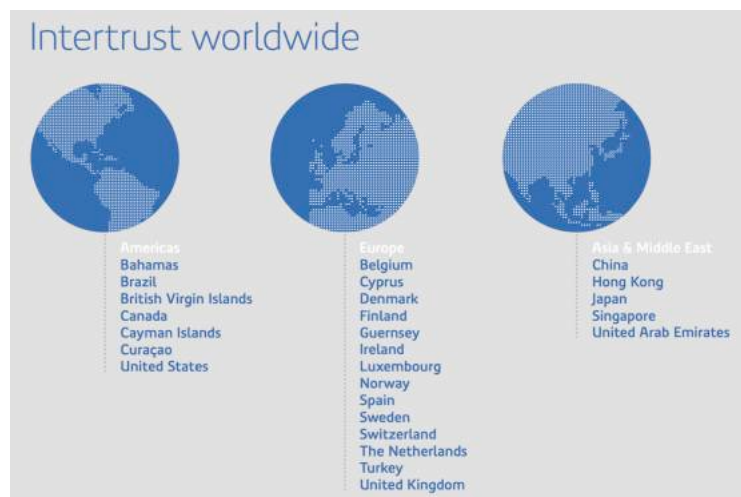 Intertrust worldwide
Americas
Bahamas
Brazil
British Virgin Islands
Canada
Cayman Islands
Curaçao
United States
Europe
Belgium
Cyprus
Denmark
Finland
Guernsey
Ireland
Luxembourg
Norway
Spain
Sweden
Switzerland
The Netherlands
Turkey
United Kingdom
Asia & Middle East
China
Hong Kong
Japan
Singapore
United Arab Emirates